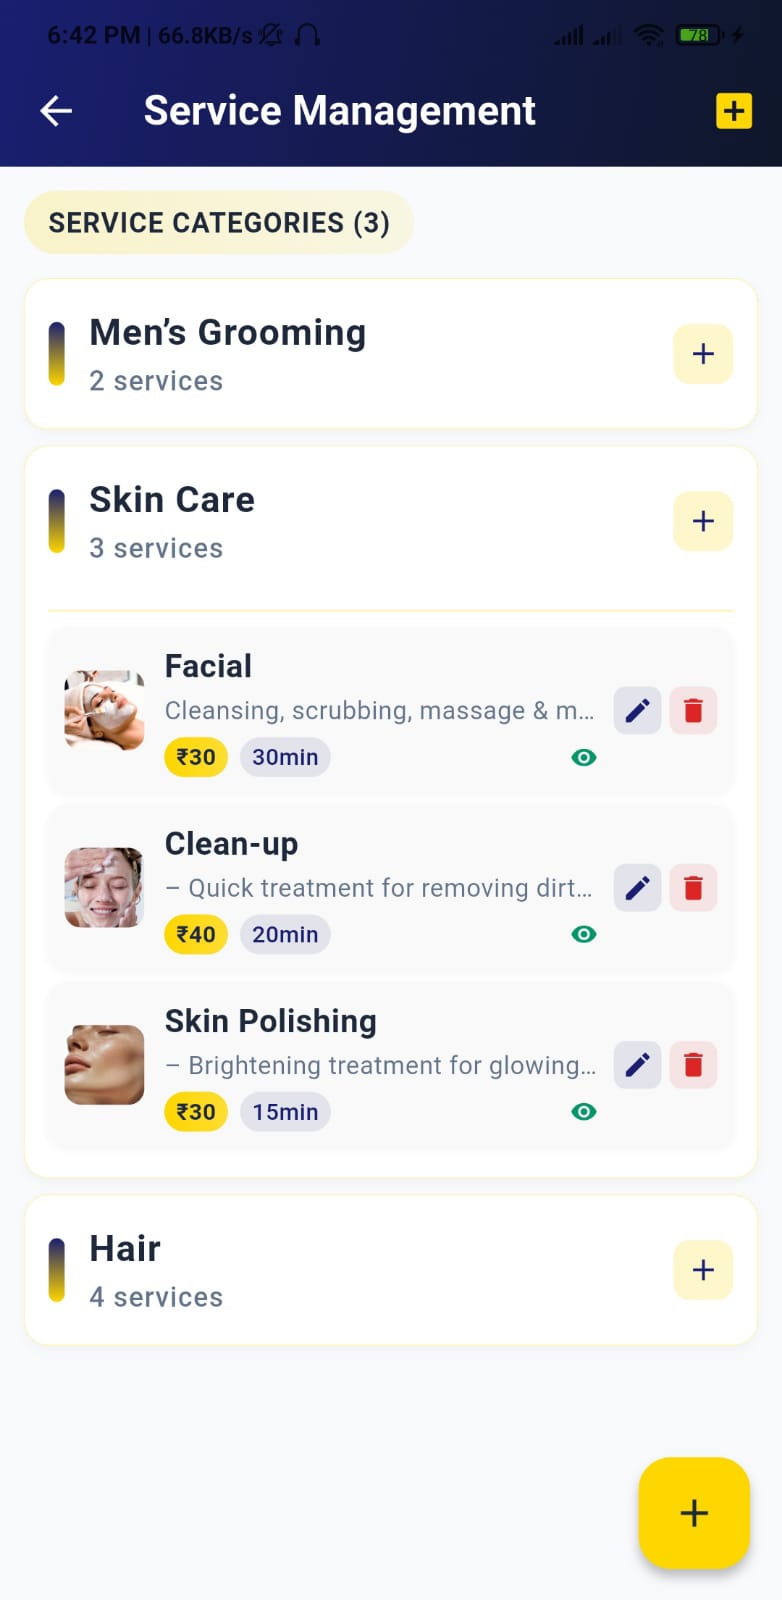 6:42 PM | 66.8KB/s
78
Service Management
SERVICE CATEGORIES (3)
Men’s Grooming
2 services
Skin Care
3 services
Facial
Cleansing, scrubbing, massage & m...
₹30 30min
Clean-up
– Quick treatment for removing dirt...
₹40 20min
Skin Polishing
– Brightening treatment for glowing...
₹30 15min
Hair
4 services